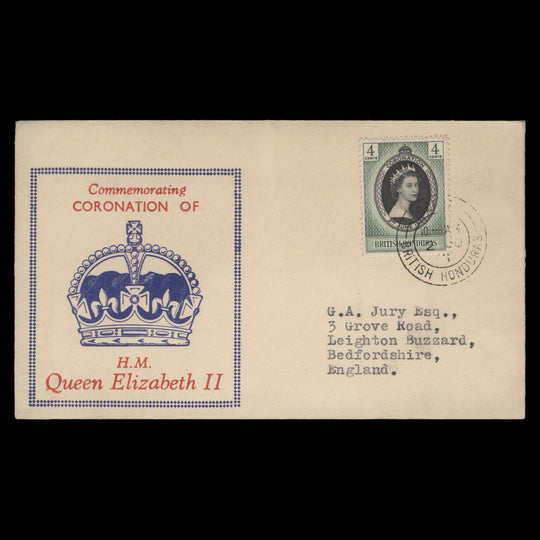 Commemorating
CORONATION OF
H.M.
Queen Elizabeth II
4 4
CENTS CENTS
CORONATION
BRITISH HONDURAS
BRITISH HONDURAS
G.A. Jury Esq.,
3 Grove Road,
Leighton Buzzard,
Bedfordshire,
England.